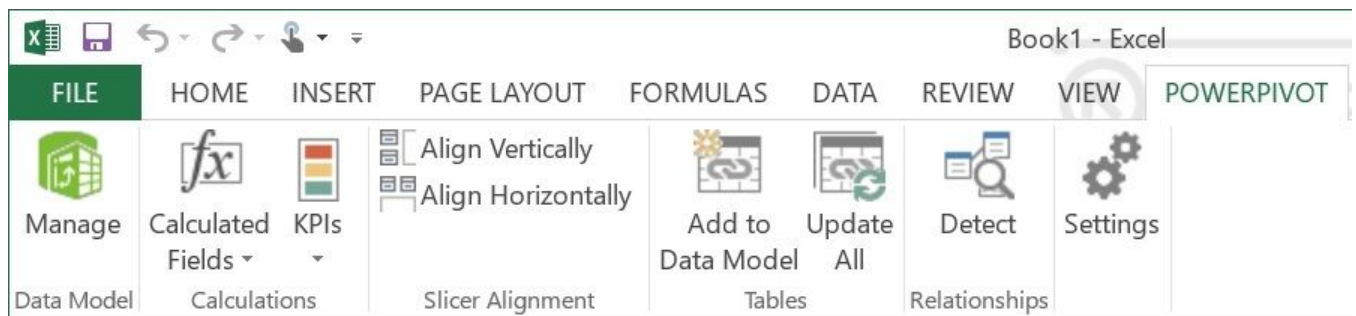 Book1 - Excel
FILE HOME INSERT PAGE LAYOUT FORMULAS DATA REVIEW VIEW POWERPIVOT
Manage
Data Model
fx
Calculated
Fields
KPIs
Calculations
Align Vertically
Align Horizontally
Slicer Alignment
Add to
Data Model
Update
All
Tables
Detect
Relationships
Settings